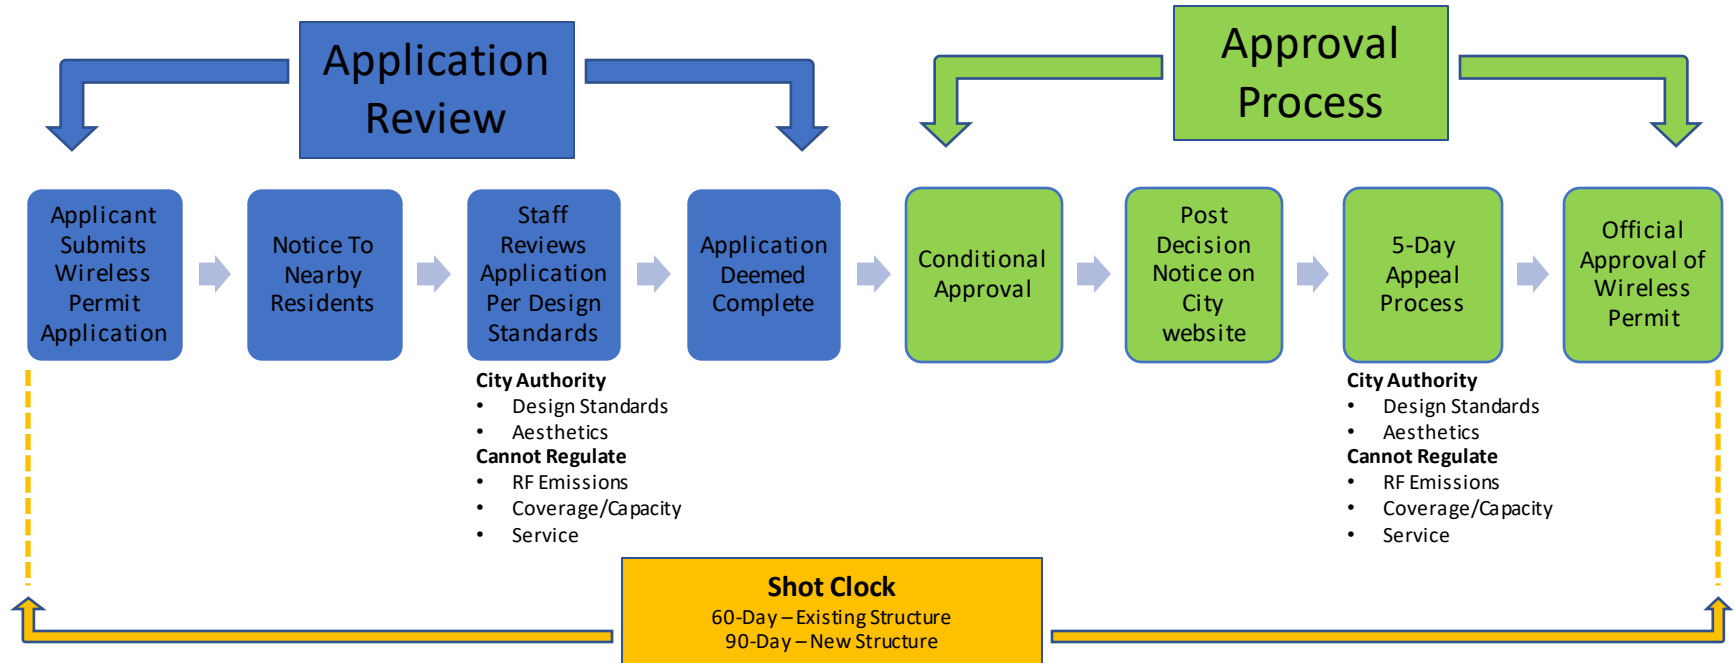 Application
Review
Approval
Process
Applicant
Submits
Wireless
Permit
Application
Notice To
Nearby
Residents
Staff
Reviews
Application
Per Design
Standards
Application
Deemed
Complete
Conditional
Approval
Post
Decision
Notice on
City
website
5-Day
Appeal
Process
Official
Approval of
Wireless
Permit
City Authority
• Design Standards
• Aesthetics
Cannot Regulate
• RF Emissions
• Coverage/Capacity
• Service
City Authority
• Design Standards
• Aesthetics
Cannot Regulate
• RF Emissions
• Coverage/Capacity
• Service
Shot Clock
60-Day – Existing Structure
90-Day – New Structure